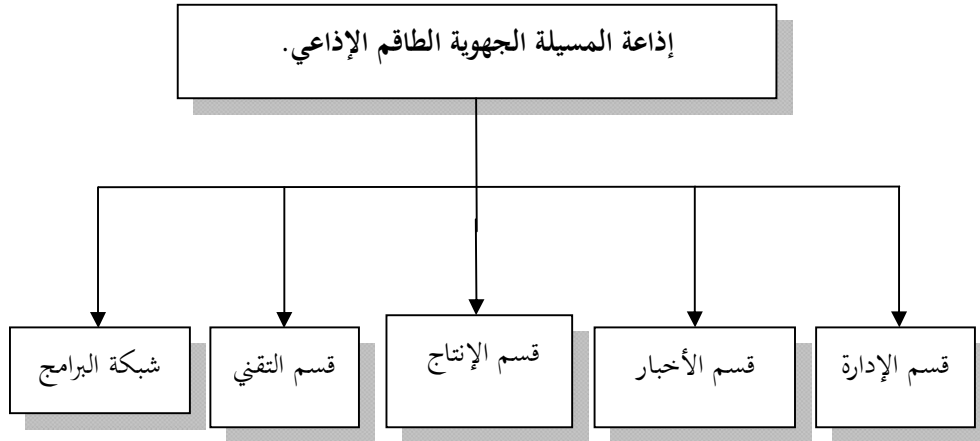 إذاعة المسيلة الجهوية الطاقم الإذاعي.
قسم الإدارة
قسم الأخبار
قسم الإنتاج
قسم التقني
شبكة البرامج